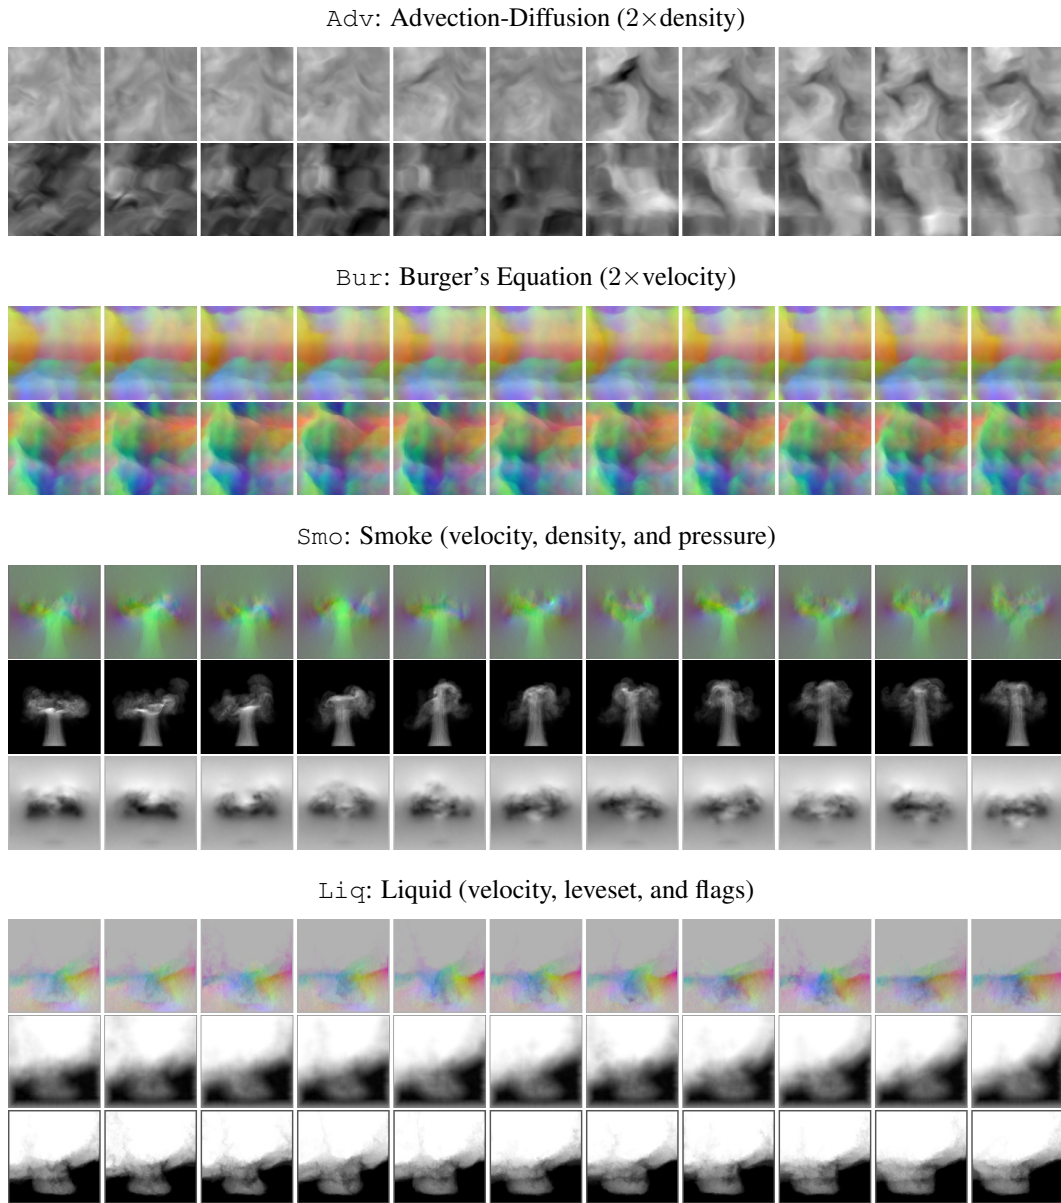 Adv: Advection-Diffusion (2×density)
Bur: Burger's Equation (2×velocity)
Smo: Smoke (velocity, density, and pressure)
Liq: Liquid (velocity, leveset, and flags)